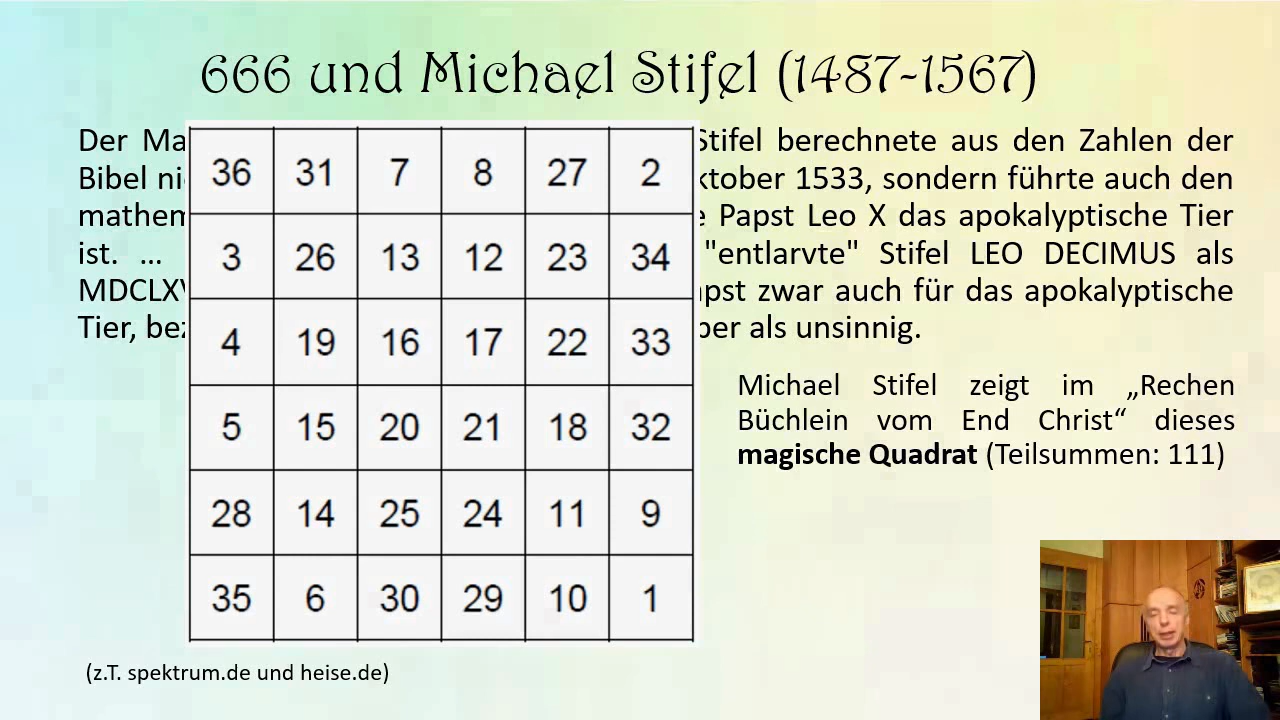 666 und Michael Stifel (1487-1567)
Der Ma Stifel berechnete aus den Zahlen der
Bibel ktober 1533, sondern führte auch den
mathem Papst Leo X das apokalyptische Tier
ist. ... "entlarvte" Stifel LEO DECIMUS als
MDCLXV pst zwar auch für das apokalyptische
Tier, bez ber als unsinnig.
36 31 7 8 27 2
3 26 13 12 23 34
4 19 16 17 22 33
5 15 20 21 18 32
28 14 25 24 11 9
35 6 30 29 10 1
Michael Stifel zeigt im „Rechen
Büchlein vom End Christ“ dieses
magische Quadrat (Teilsummen: 111)
(z.T. spektrum.de und heise.de)